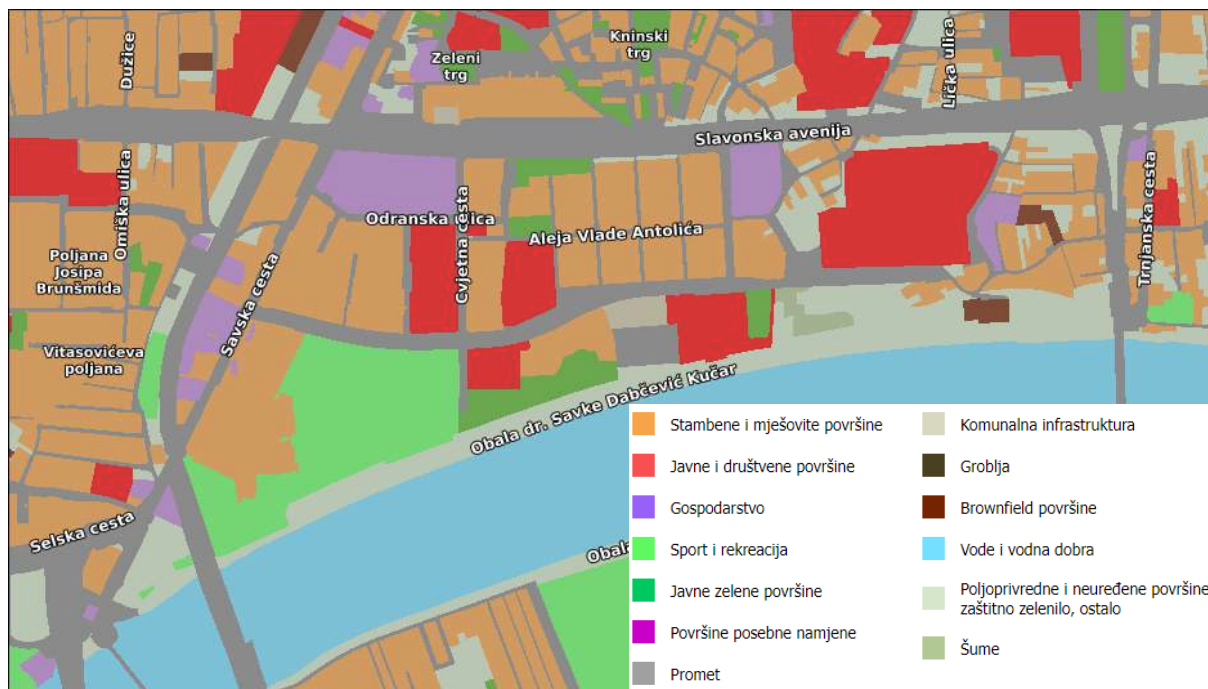 Dužice
Zeleni
trg
Kninski
trg
Lička ulica
Slavonska avenija
Omiška ulica
Odranska ulica
Cvjetna cesta
Aleja Vlade Antolića
Trnjanska cesta
Poljana
Josipa
Brunšmida
Savska cesta
Vitasovićeva
poljana
Obala dr. Savke Dabčević Kučar
Selska cesta
Obala
Stambene i mješovite površine
Javne i društvene površine
Gospodarstvo
Sport i rekreacija
Javne zelene površine
Površine posebne namjene
Promet
Komunalna infrastruktura
Groblja
Brownfield površine
Vode i vodna dobra
Poljoprivredne i neuređene površine
zaštitno zelenilo, ostalo
Šume